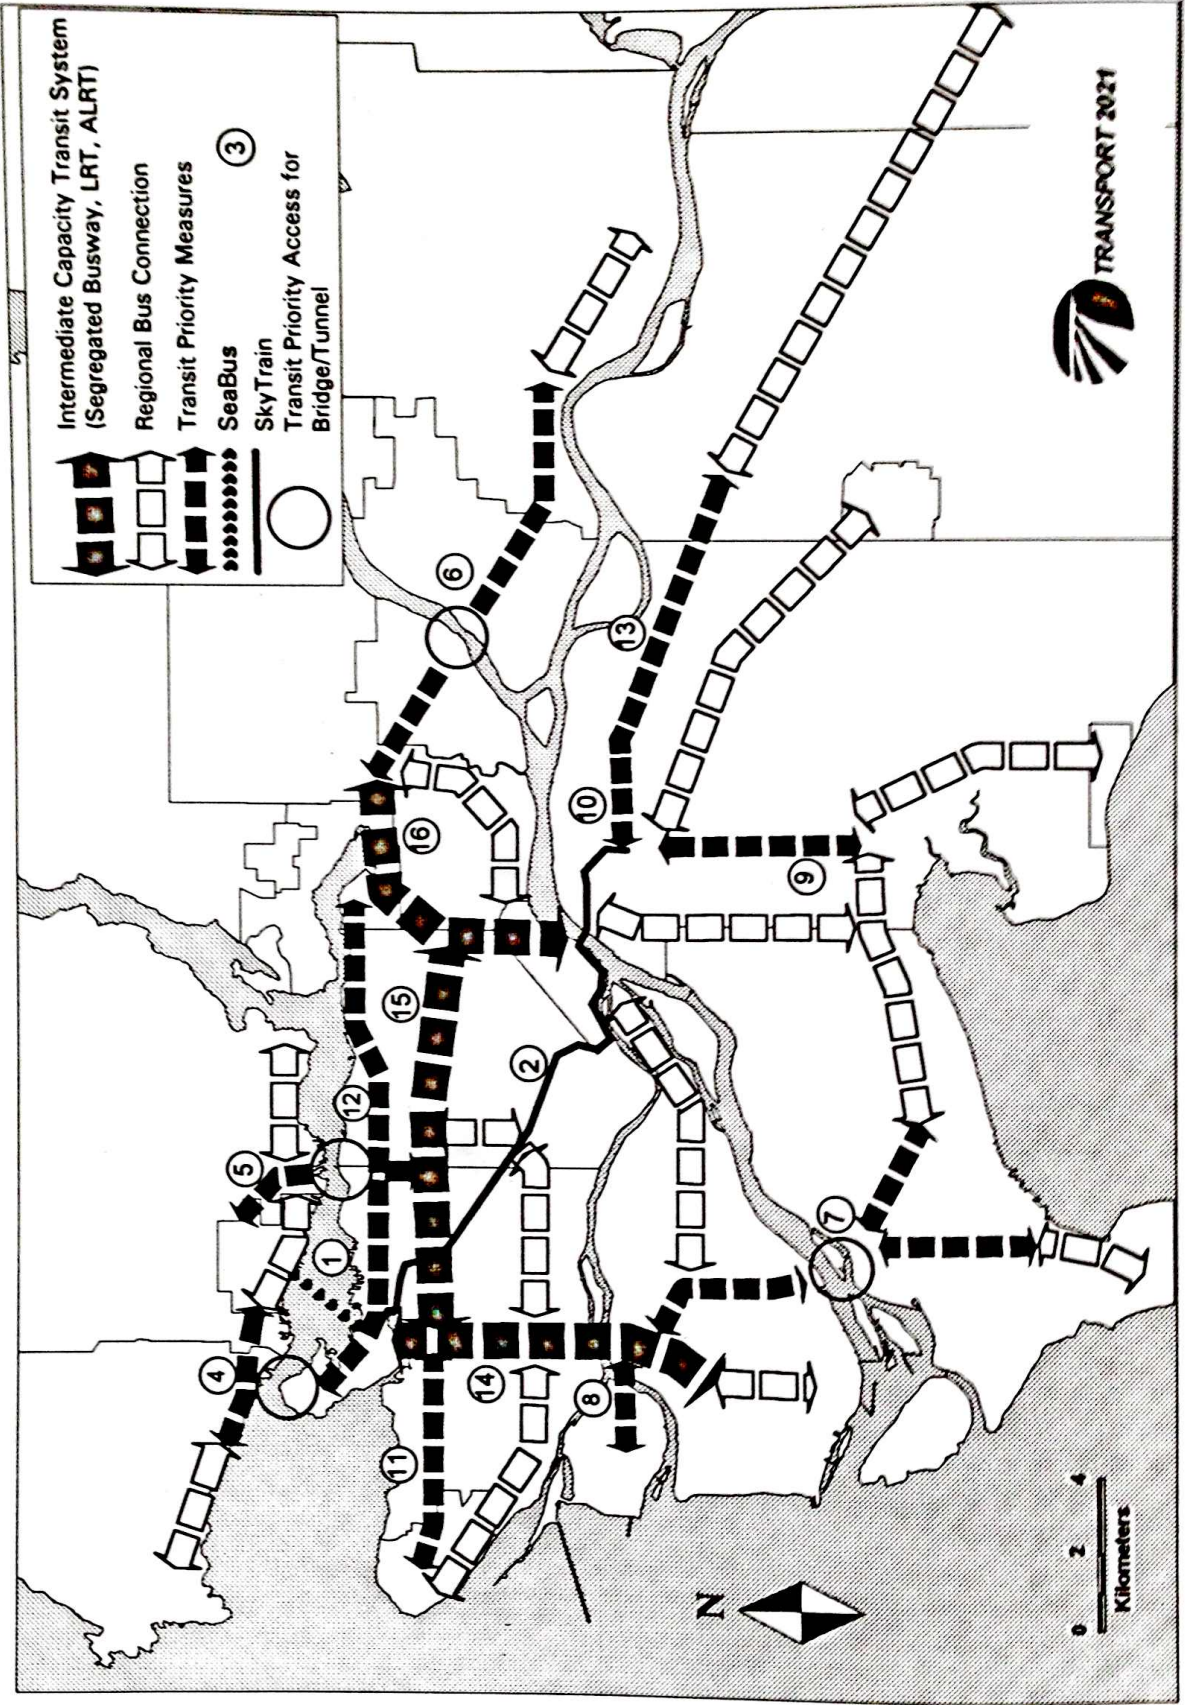 Intermediate Capacity Transit System
(Segregated Busway, LRT, ALRT)
Regional Bus Connection
Transit Priority Measures
SeaBus
3
SkyTrain
Transit Priority Access for
Bridge/Tunnel
4
5
1
6
12
15
16
11
2
14
10
13
8
9
7
N
0 2 4
Kilometers
TRANSPORT 2021